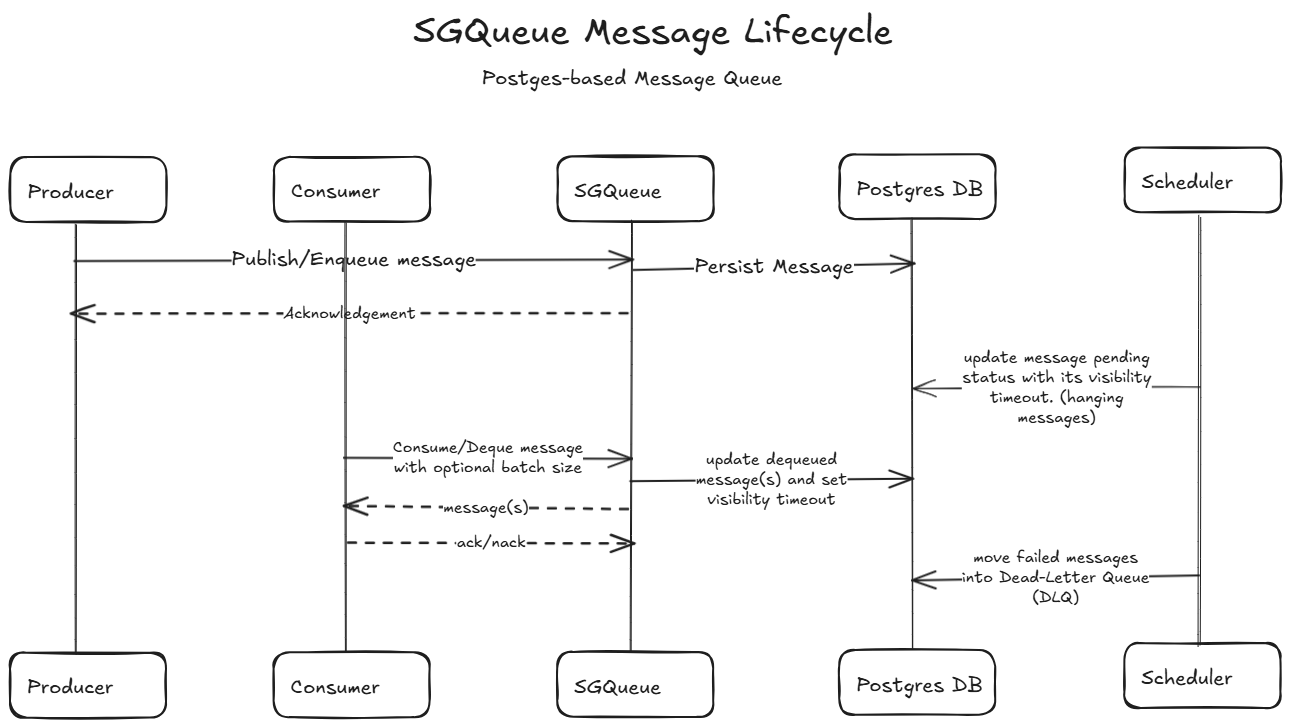 SGQueue Message Lifecycle
Postges-based Message Queue
Producer
Consumer
SGQueue
Postgres DB
Scheduler
Publish/Enqueue message
Persist Message
Acknowledgement
update message pending
status with its visibility
timeout. (hanging
messages)
Consume/Deque message
with optional batch size
update dequeued
message(s) and set
visibility timeout
message(s)
ack/nack
move failed messages
into Dead-Letter Queue
(DLQ)
Producer
Consumer
SGQueue
Postgres DB
Scheduler